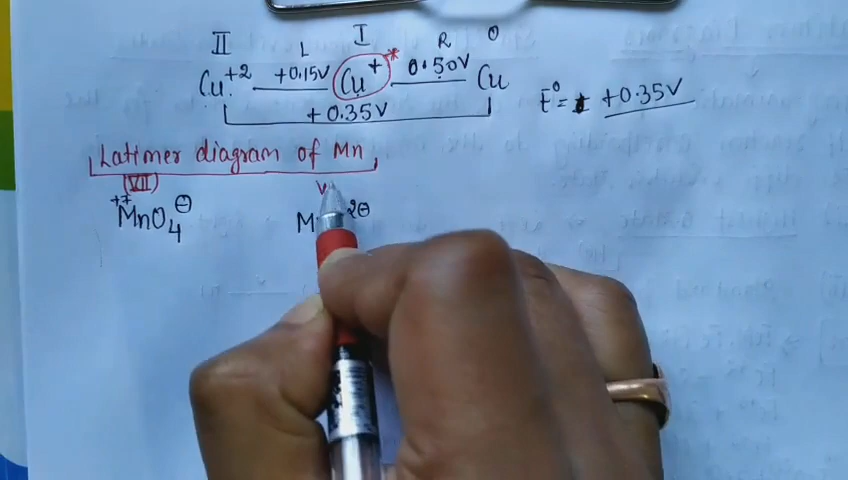 II L I R 0
Cu+2 +0.15V Cu+* 0.50V Cu
+0.35V
E0 = +0.35V
Latimer diagram of Mn
(VII) V
++
MnO4⊖ M 2⊖